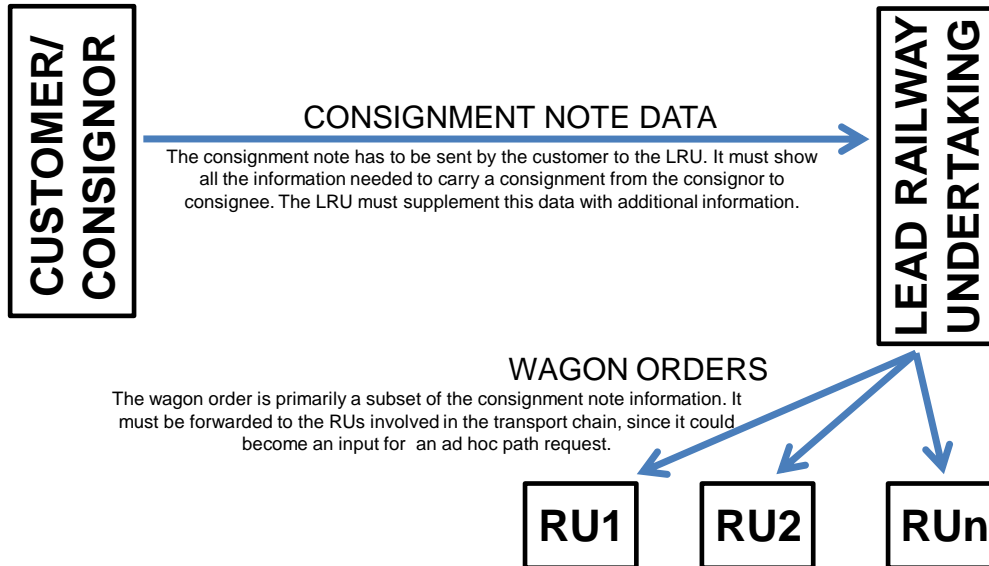 CUSTOMER/
CONSIGNOR
CONSIGNMENT NOTE DATA
The consignment note has to be sent by the customer to the LRU. It must show
all the information needed to carry a consignment from the consignor to
consignee. The LRU must supplement this data with additional information.
LEAD RAILWAY
UNDERTAKING
WAGON ORDERS
The wagon order is primarily a subset of the consignment note information. It
must be forwarded to the RUs involved in the transport chain, since it could
become an input for an ad hoc path request.
RU1
RU2
RUn